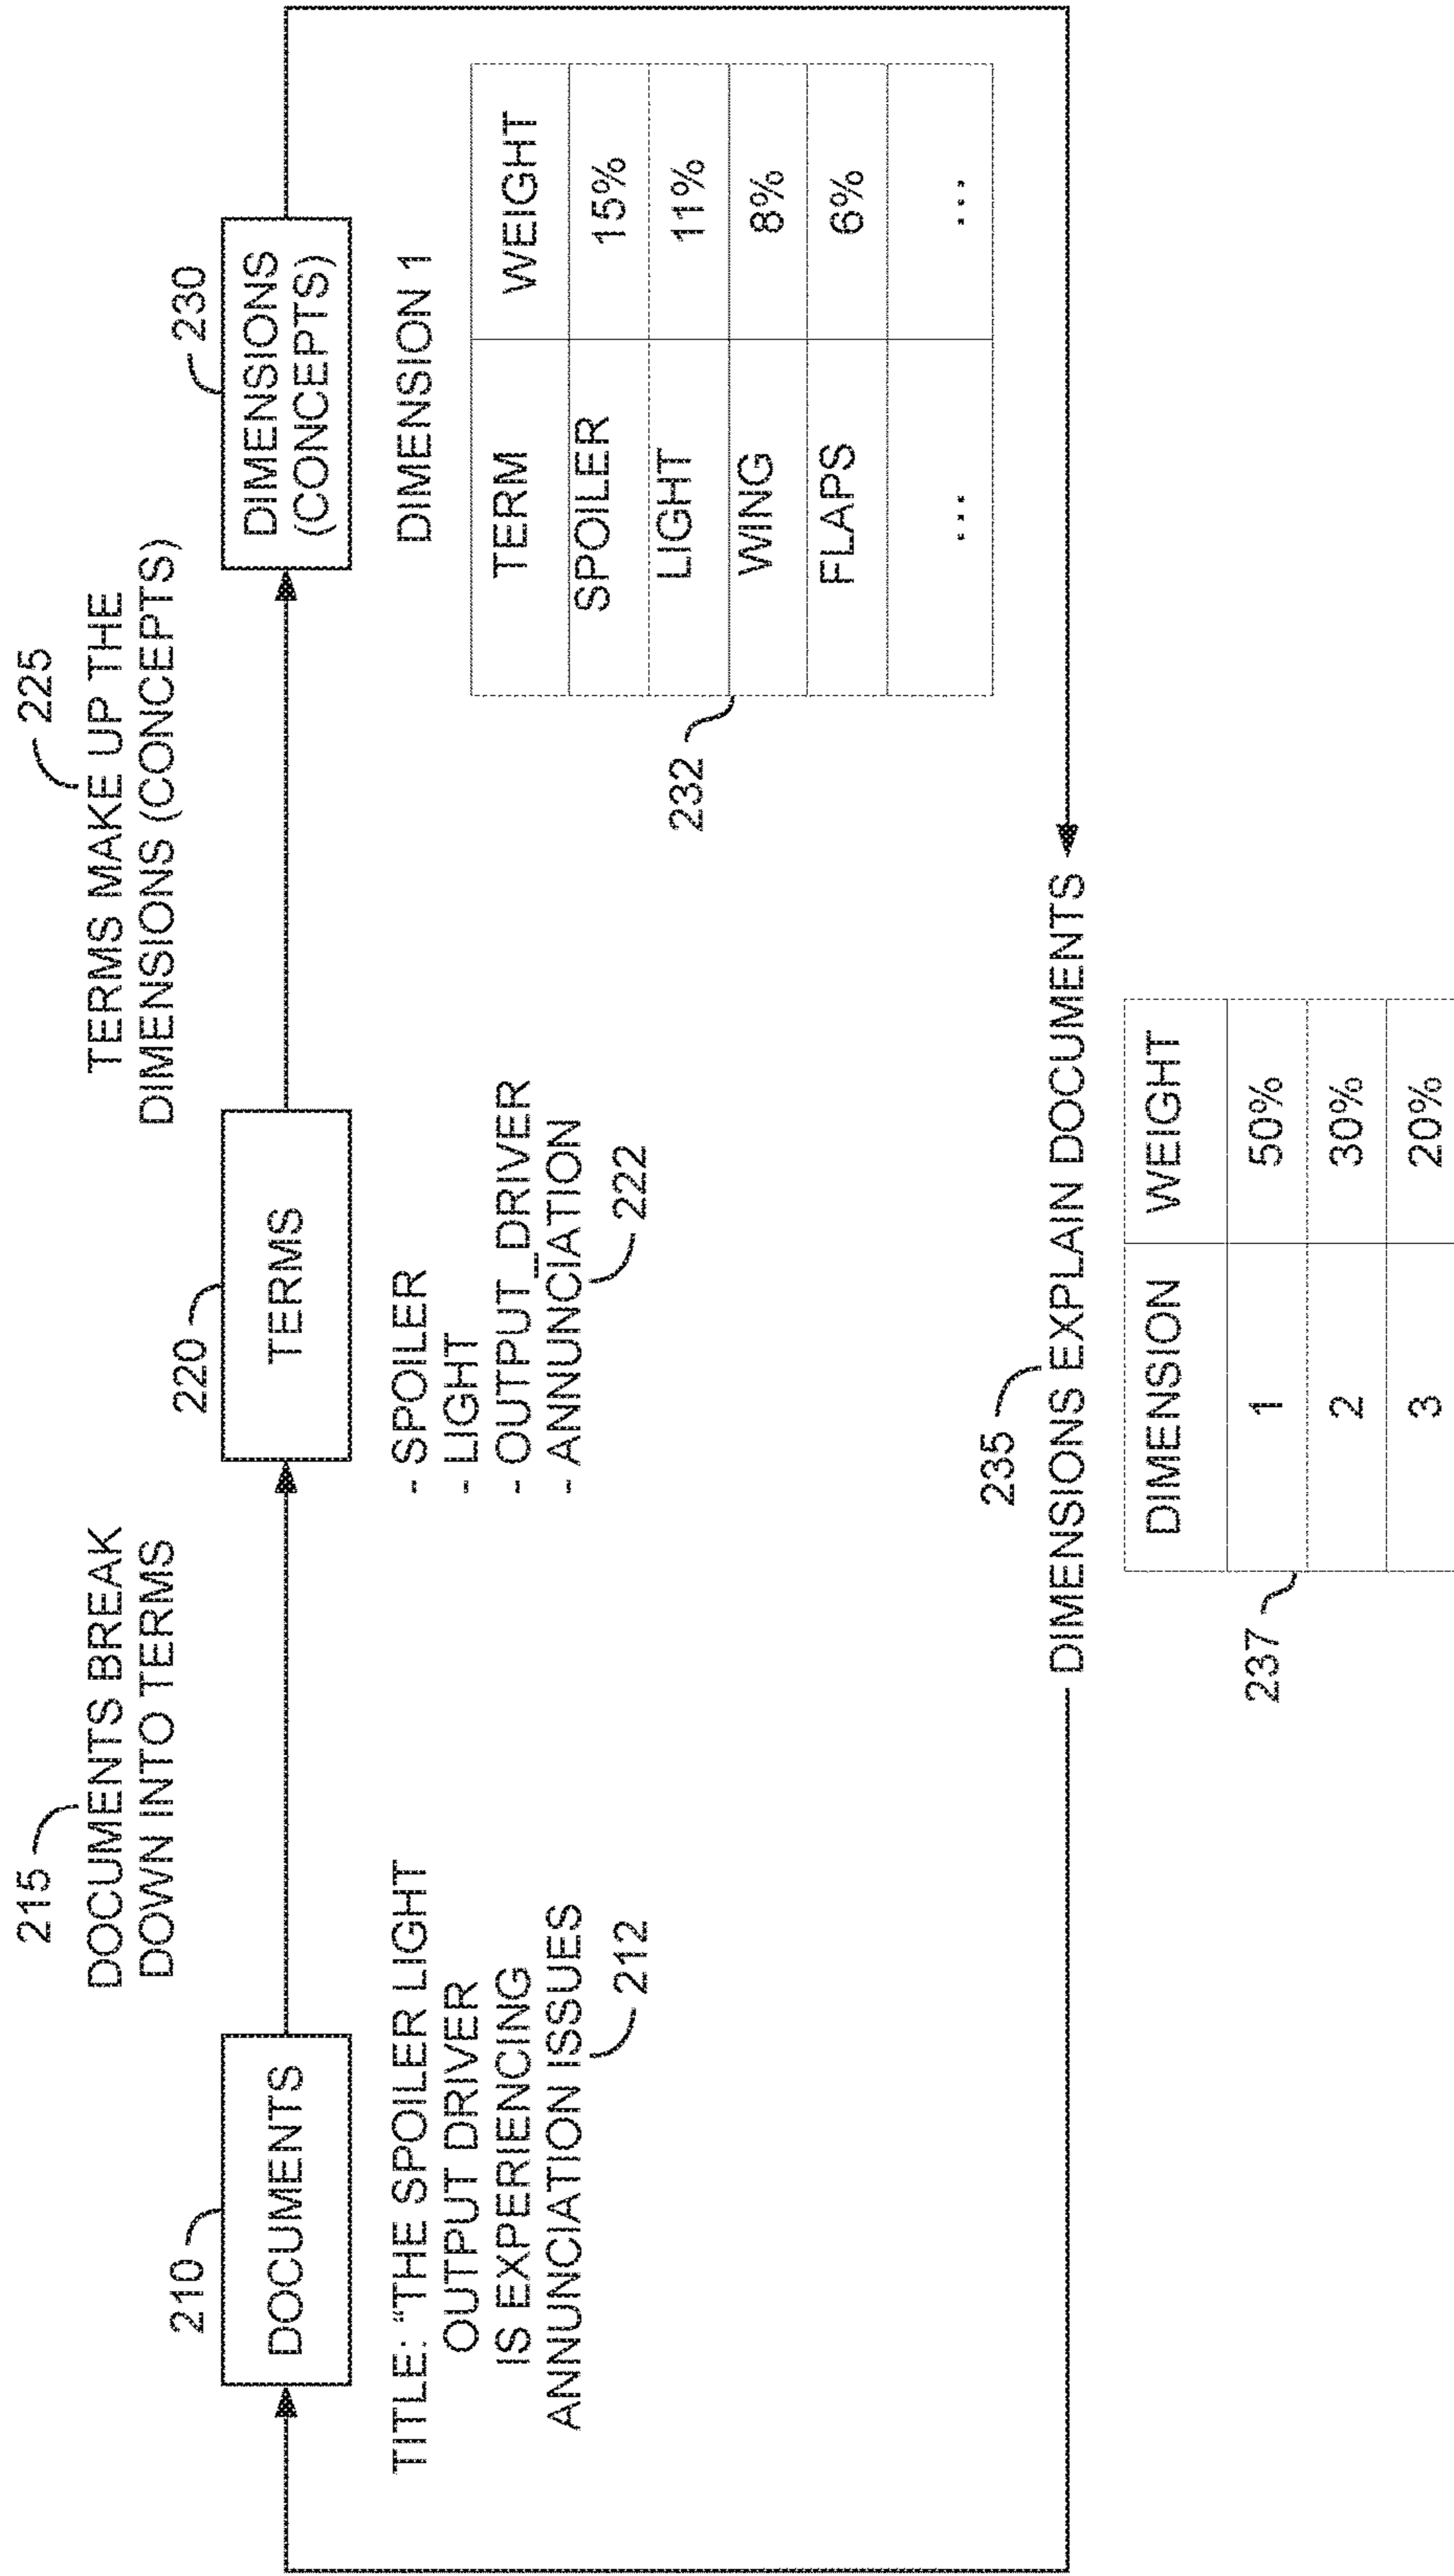 215
DOCUMENTS BREAK
DOWN INTO TERMS
225
TERMS MAKE UP THE
DIMENSIONS (CONCEPTS)
210
DOCUMENTS
220
TERMS
230
DIMENSIONS
(CONCEPTS)
TITLE: "THE SPOILER LIGHT
OUTPUT DRIVER
IS EXPERIENCING
ANNUNCIATION ISSUES
212
- SPOILER
- LIGHT
- OUTPUT_DRIVER
- ANNUNCIATION
222
DIMENSION 1
TERM WEIGHT
SPOILER 15%
LIGHT 11%
WING 8%
FLAPS 6%
... ...
232
235
DIMENSIONS EXPLAIN DOCUMENTS
DIMENSION WEIGHT
1 50%
2 30%
3 20%
237